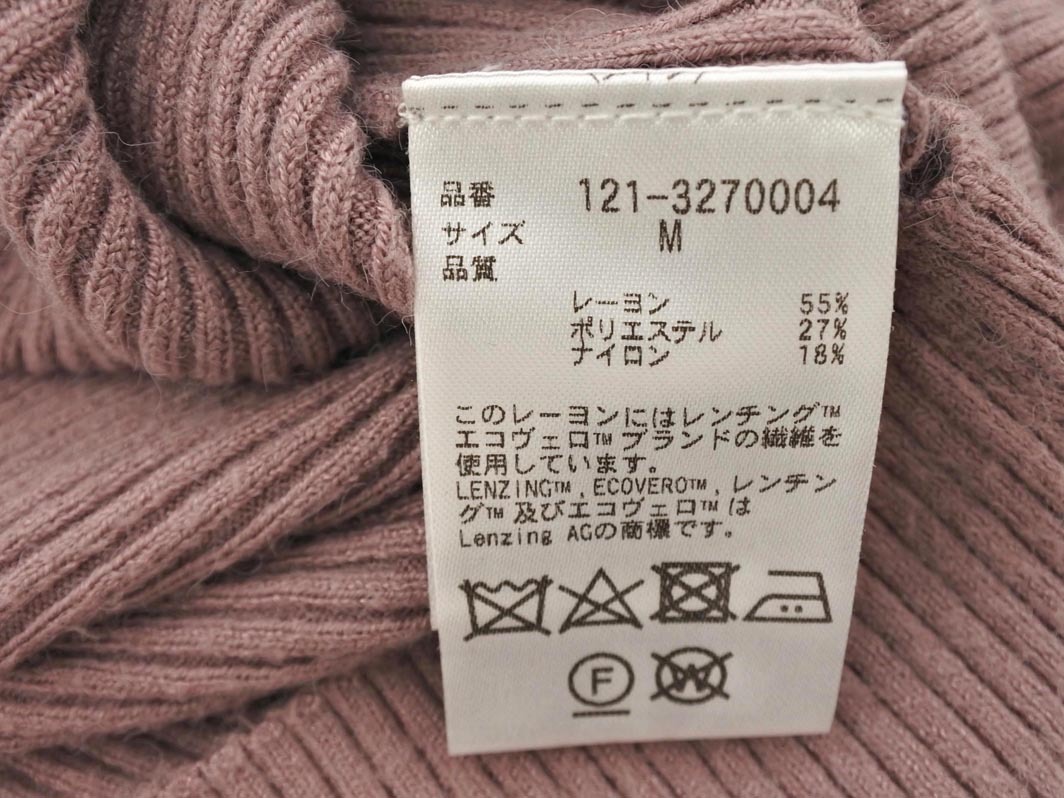 品番 121-3270004
サイズ M
品質
レーヨン 55%
ポリエステル 27%
ナイロン 18%
このレーヨンにはレンチング™
エコヴェロ™ブランドの繊維を
使用しています。
LENZING™,ECOVERO™,レンチン
グ™及びエコヴェロ™は
Lenzing AGの商標です。
F W